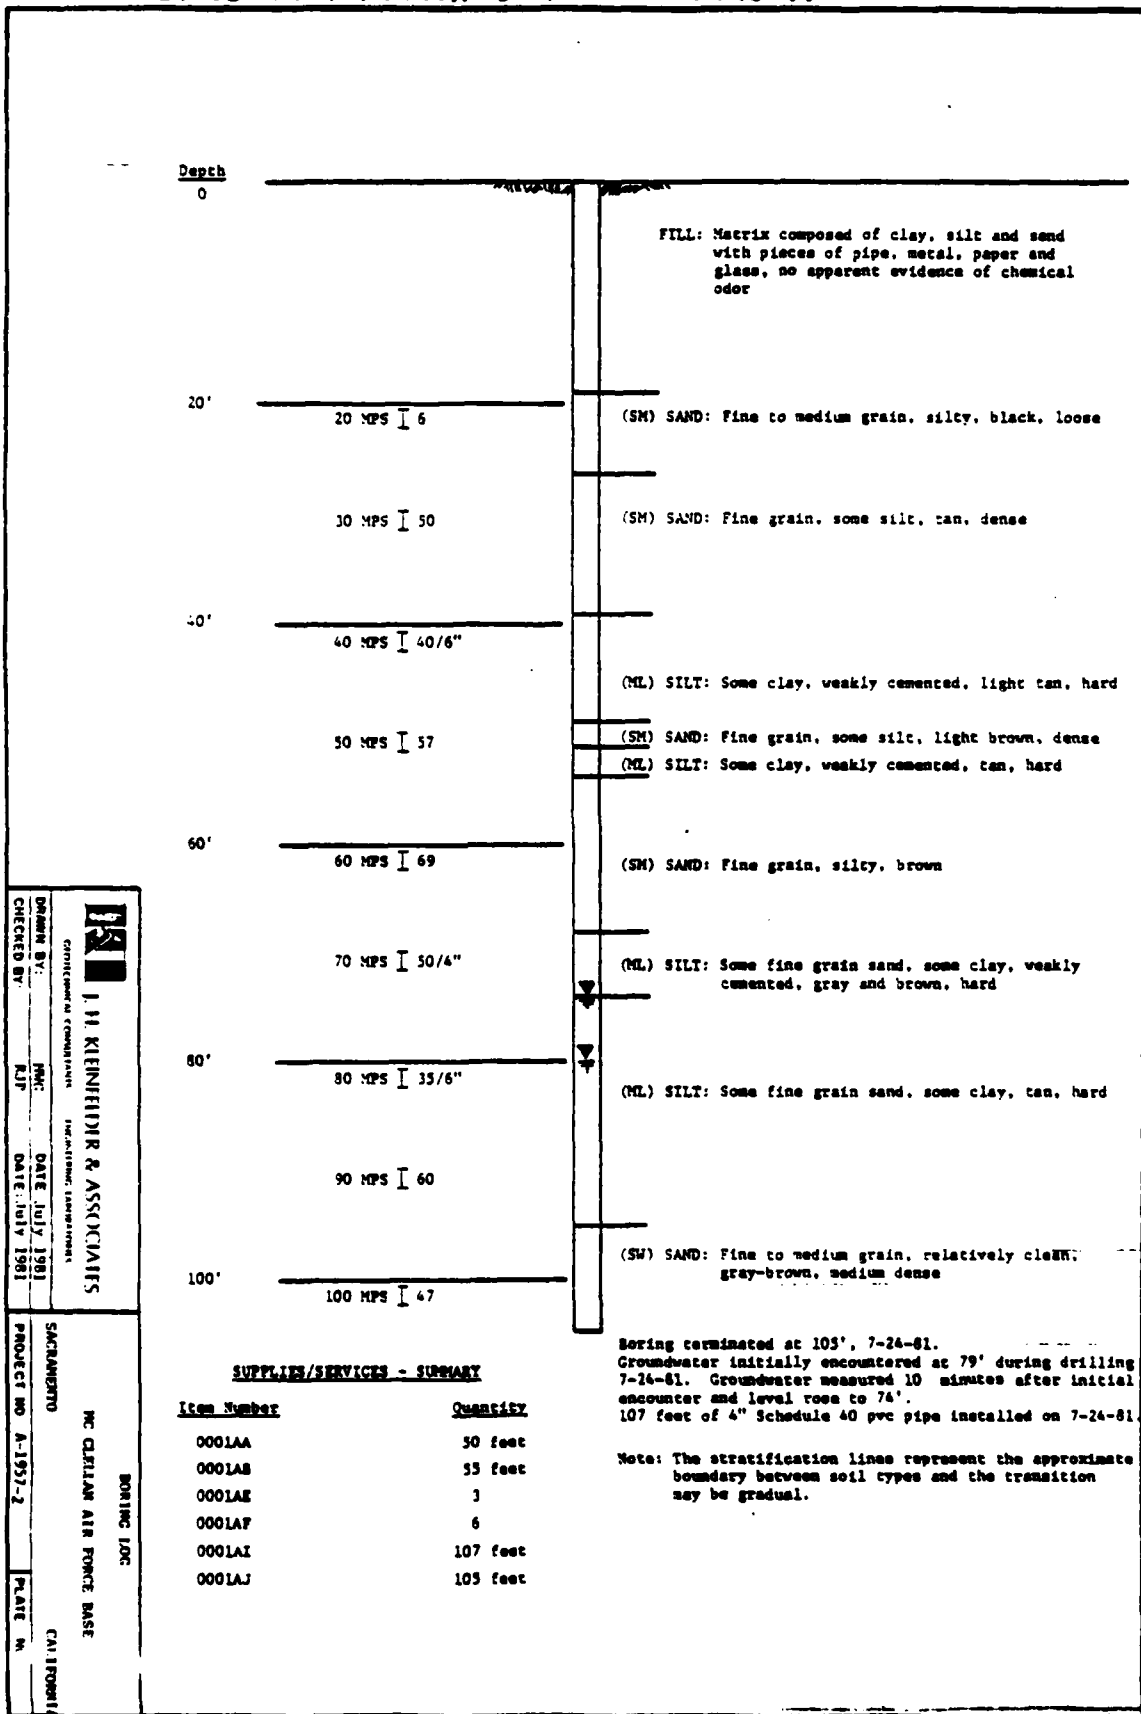 Depth
0
FILL: Matrix composed of clay, silt and sand
with pieces of pipe, metal, paper and
glass, no apparent evidence of chemical
odor
20'
20 MPS 6
(SM) SAND: Fine to medium grain, silty, black, loose
30 MPS 50
(SM) SAND: Fine grain, some silt, tan, dense
40'
40 MPS 40/6"
(ML) SILT: Some clay, weakly cemented, light tan, hard
50 MPS 57
(SM) SAND: Fine grain, some silt, light brown, dense
(ML) SILT: Some clay, weakly cemented, tan, hard
60'
60 MPS 69
(SM) SAND: Fine grain, silty, brown
70 MPS 50/4"
(ML) SILT: Some fine grain sand, some clay, weakly
cemented, gray and brown, hard
80'
80 MPS 35/6"
(ML) SILT: Some fine grain sand, some clay, tan, hard
90 MPS 60
(SW) SAND: Fine to medium grain, relatively clean,
gray-brown, medium dense
100'
100 MPS 47
Boring terminated at 105', 7-24-81.
Groundwater initially encountered at 79' during drilling
7-24-81. Groundwater measured 10 minutes after initial
encounter and level rose to 74'.
107 feet of 4" Schedule 40 pvc pipe installed on 7-24-81.
Note: The stratification lines represent the approximate
boundary between soil types and the transition
may be gradual.
SUPPLIES/SERVICES - SUMMARY
Item Number Quantity
0001AA 50 feet
0001AB 55 feet
0001AE 3
0001AF 6
0001AI 107 feet
0001AJ 105 feet
J. H. KLEINFELDER & ASSOCIATES
GEOTECHNICAL CONSULTANTS ENGINEERING LABORATORIES
DRAWN BY: DATE July 1981
CHECKED BY: RJP DATE: July 1981
BORING LOG
MC CLELLAN AIR FORCE BASE
SACRAMENTO CALIFORNIA
PROJECT NO A-1957-2 PLATE